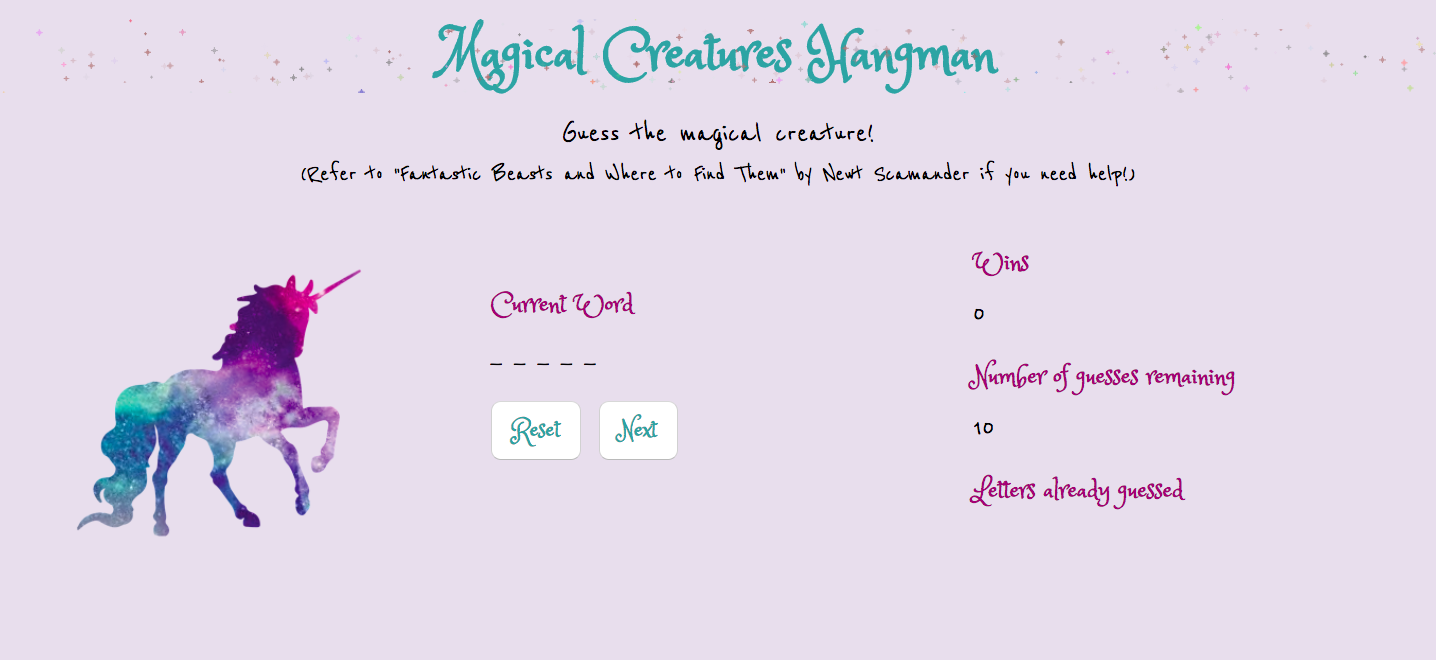 Magical Creatures Hangman
Guess the magical creature!
(Refer to "Fantastic Beasts and Where to Find Them" by Newt Scamander if you need help!)
Current Word
_ _ _ _ _
Reset
Next
Wins
0
Number of guesses remaining
10
Letters already guessed